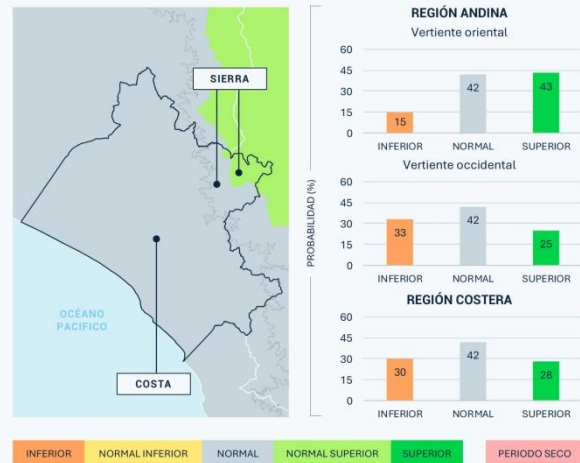 SIERRA
OCÉANO
PACIFICO
COSTA
PROBABILIDAD (%)
REGIÓN ANDINA
Vertiente oriental
60
45
30
15
0
15
42
43
INFERIOR NORMAL SUPERIOR
Vertiente occidental
60
45
30
15
0
33
42
25
INFERIOR NORMAL SUPERIOR
REGIÓN COSTERA
60
45
30
15
0
30
42
28
INFERIOR NORMAL SUPERIOR
INFERIOR NORMAL INFERIOR NORMAL NORMAL SUPERIOR SUPERIOR PERIODO SECO